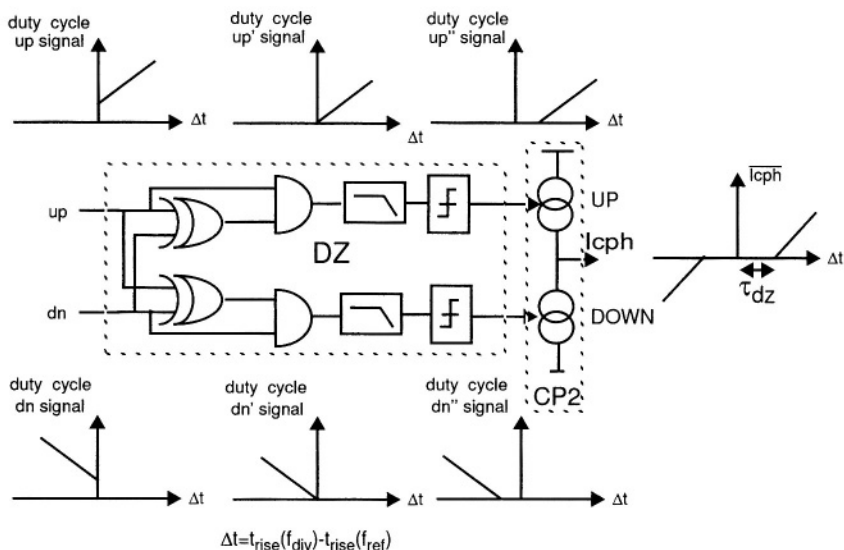 duty cycle
up signal
Δt
duty cycle
up' signal
Δt
duty cycle
up'' signal
Δt
up
dn
DZ
UP
Icph
DOWN
CP2
Icph
Δt
τdz
duty cycle
dn signal
Δt
duty cycle
dn' signal
Δt
duty cycle
dn'' signal
Δt
Δt=trise(fdiv)-trise(fref)